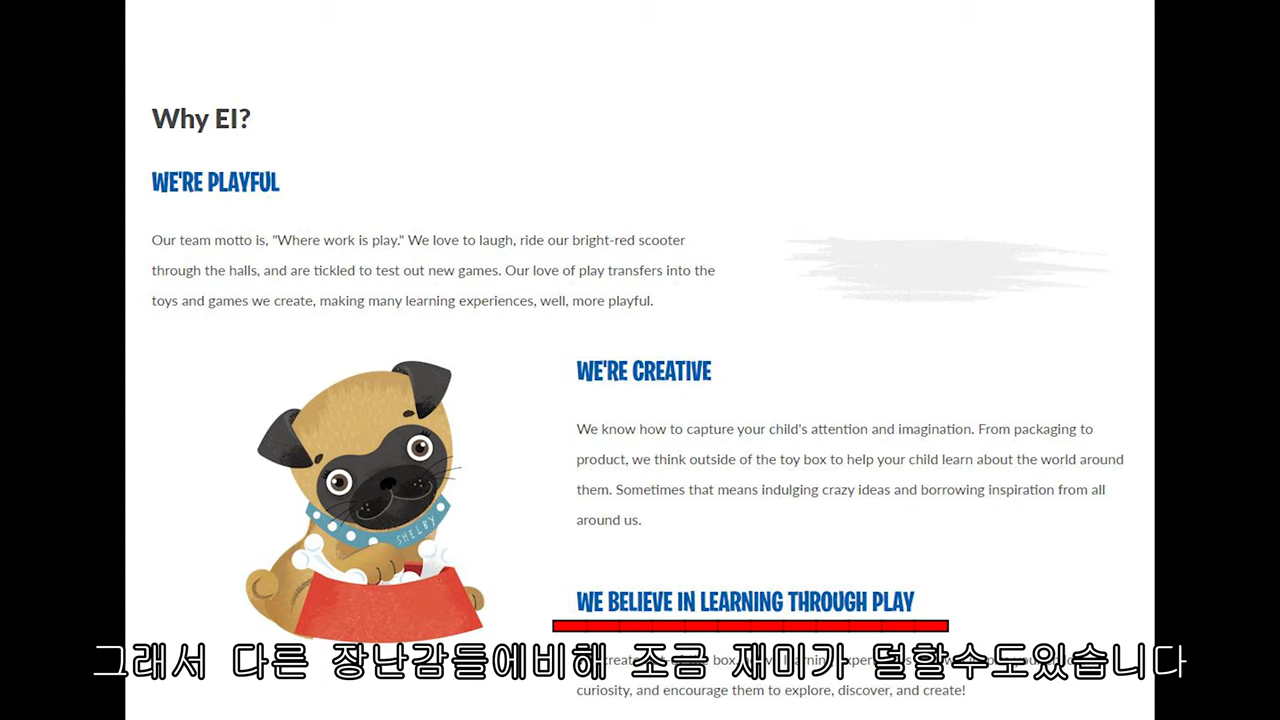 Why EI?
WE'RE PLAYFUL
Our team motto is, "Where work is play." We love to laugh, ride our bright-red scooter
through the halls, and are tickled to test out new games. Our love of play transfers into the
toys and games we create, making many learning experiences, well, more playful.
WE'RE CREATIVE
We know how to capture your child's attention and imagination. From packaging to
product, we think outside of the toy box to help your child learn about the world around
them. Sometimes that means indulging crazy ideas and borrowing inspiration from all
around us.
SHELBY
WE BELIEVE IN LEARNING THROUGH PLAY
그래서 다른 장난감들에비해 조금 재미가 덜할수도있습니다
curiosity, and encourage them to explore, discover, and create!